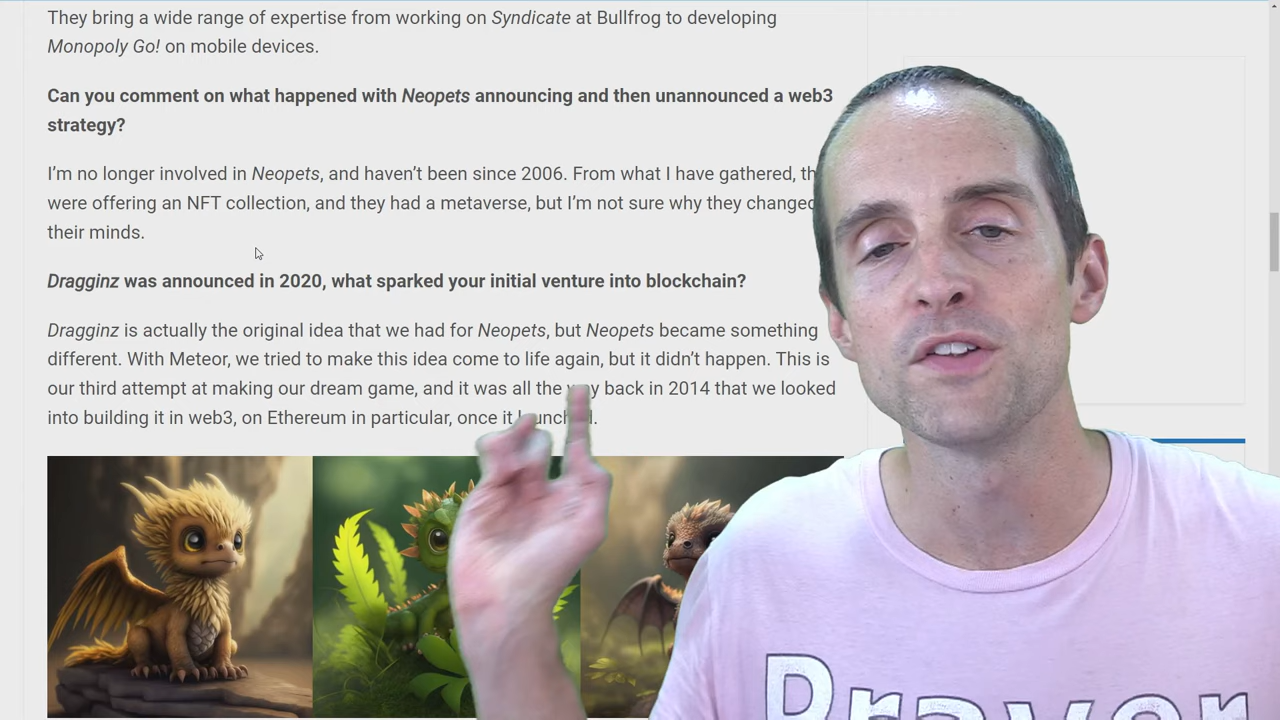 They bring a wide range of expertise from working on Syndicate at Bullfrog to developing
Monopoly Go! on mobile devices.
Can you comment on what happened with Neopets announcing and then unannounced a web3
strategy?
I'm no longer involved in Neopets, and haven't been since 2006. From what I have gathered,
were offering an NFT collection, and they had a metaverse, but I'm not sure why they changed
their minds.
Dragginz was announced in 2020, what sparked your initial venture into blockchain?
Dragginz is actually the original idea that we had for Neopets, but Neopets became something
different. With Meteor, we tried to make this idea come to life again, but it didn't happen. This is
our third attempt at making our dream game, and it was all the way back in 2014 that we looked
into building it in web3, on Ethereum in particular, once it
Prayer